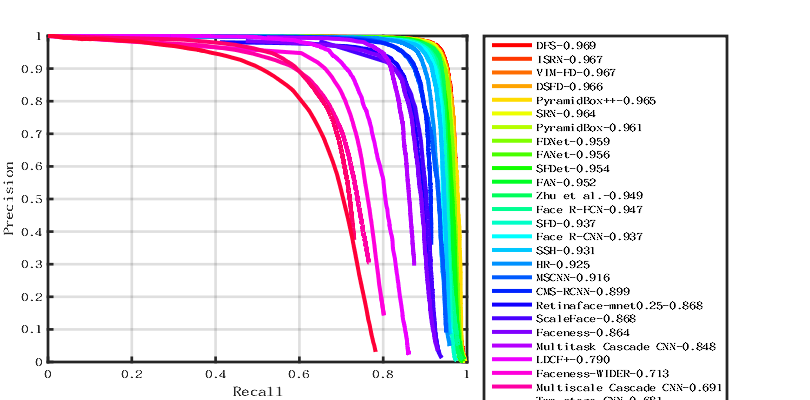 1
0.9
0.8
0.7
0.6
0.5
0.4
0.3
0.2
0.1
0
Precision
0
0.2
0.4
0.6
0.8
1
Recall
DFS-0.969
ISRN-0.967
VIM-FD-0.967
DSFD-0.966
PyramidBox++-0.965
SRN-0.964
PyramidBox-0.961
FDNet-0.959
FANet-0.956
SFDet-0.954
FAN-0.952
Zhu et al.-0.949
Face R-FCN-0.947
SFD-0.937
Face R-CNN-0.937
SSH-0.931
HR-0.925
MSCNN-0.916
CMS-RCNN-0.899
Retinaface-mnet0.25-0.868
ScaleFace-0.868
Faceness-0.864
Multitask Cascade CNN-0.848
LDCF+-0.790
Faceness-WIDER-0.713
Multiscale Cascade CNN-0.691